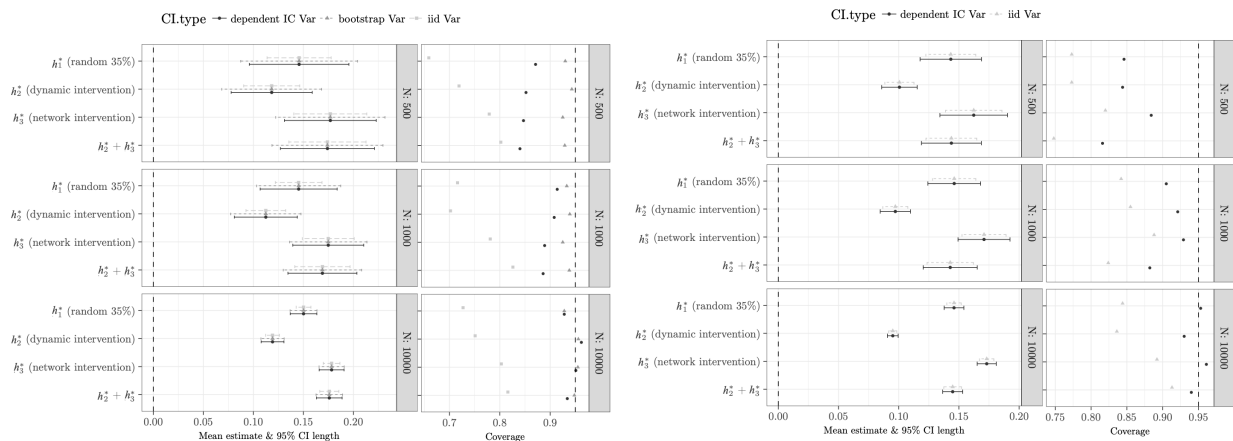 CI.type dependent IC Var bootstrap Var iid Var
h₁* (random 35%)
h₂* (dynamic intervention)
h₃* (network intervention)
h₂* + h₃*
N: 500
N: 500
h₁* (random 35%)
h₂* (dynamic intervention)
h₃* (network intervention)
h₂* + h₃*
N: 1000
N: 1000
h₁* (random 35%)
h₂* (dynamic intervention)
h₃* (network intervention)
h₂* + h₃*
N: 10000
N: 10000
0.00 0.05 0.10 0.15 0.20
Mean estimate & 95% CI length
0.7 0.8 0.9
Coverage
CI.type dependent IC Var iid Var
h₁* (random 35%)
h₂* (dynamic intervention)
h₃* (network intervention)
h₂* + h₃*
N: 500
N: 500
h₁* (random 35%)
h₂* (dynamic intervention)
h₃* (network intervention)
h₂* + h₃*
N: 1000
N: 1000
h₁* (random 35%)
h₂* (dynamic intervention)
h₃* (network intervention)
h₂* + h₃*
N: 10000
N: 10000
0.00 0.05 0.10 0.15 0.20
Mean estimate & 95% CI length
0.75 0.80 0.85 0.90 0.95
Coverage